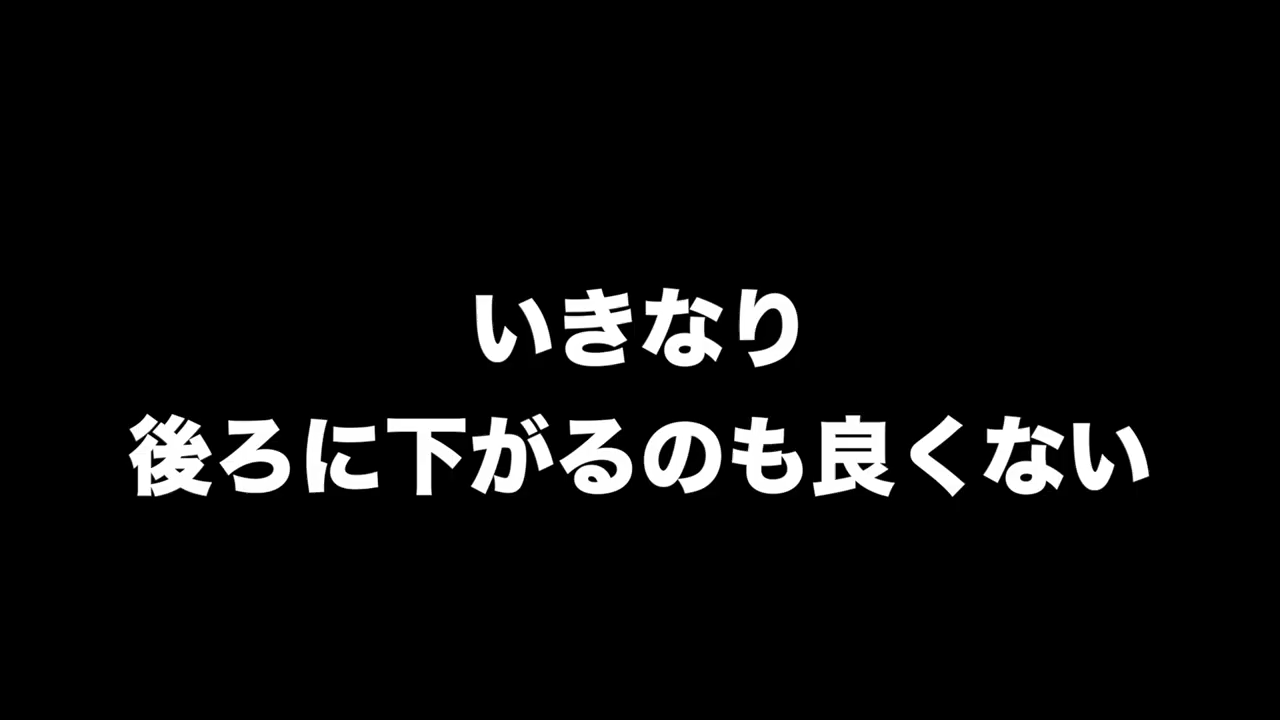 いきなり
後ろに下がるのも良くない